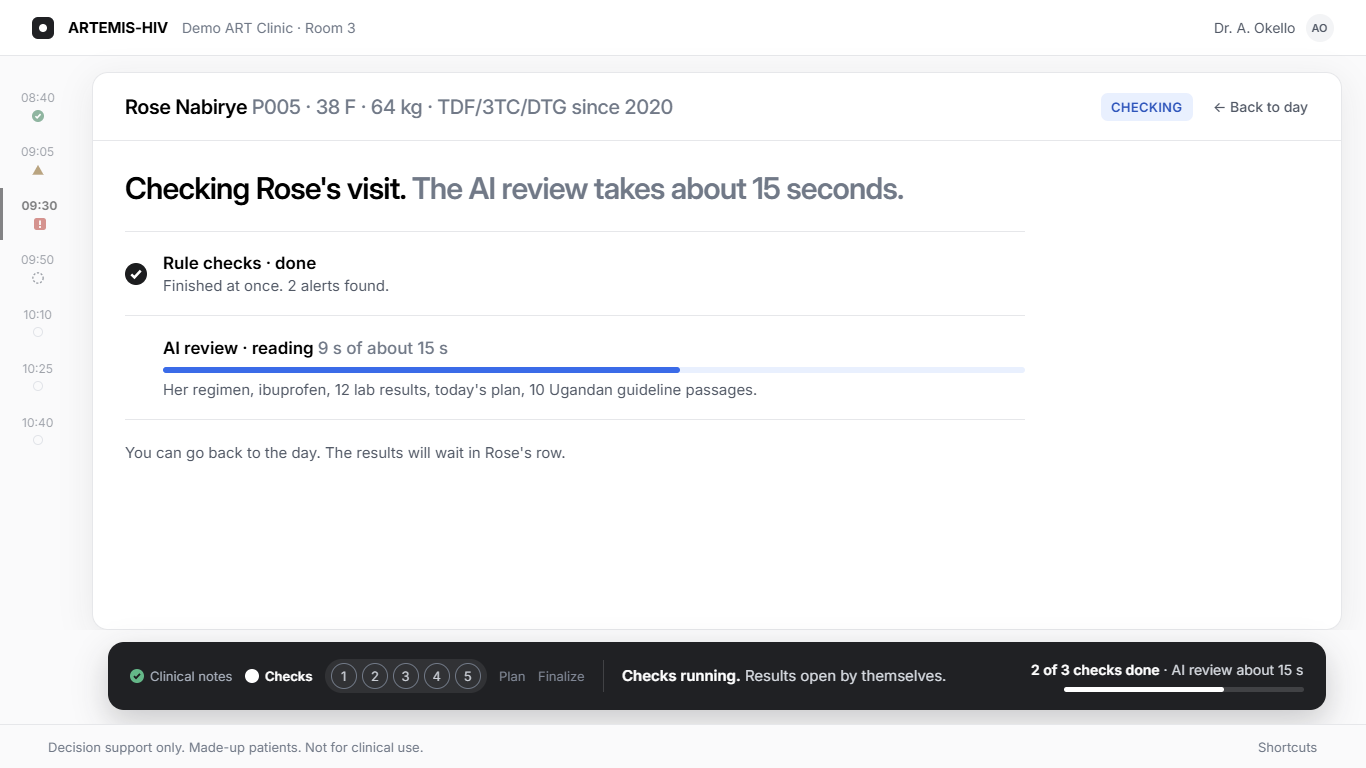 ARTEMIS-HIV Demo ART Clinic · Room 3
Dr. A. Okello AO
08:40
09:05
09:30
09:50
10:10
10:25
10:40
Rose Nabirye P005 · 38 F · 64 kg · TDF/3TC/DTG since 2020
CHECKING
← Back to day
Checking Rose's visit. The AI review takes about 15 seconds.
Rule checks · done
Finished at once. 2 alerts found.
AI review · reading 9 s of about 15 s
Her regimen, ibuprofen, 12 lab results, today's plan, 10 Ugandan guideline passages.
You can go back to the day. The results will wait in Rose's row.
Clinical notes Checks 1 2 3 4 5 Plan Finalize
Checks running. Results open by themselves.
2 of 3 checks done · AI review about 15 s
Decision support only. Made-up patients. Not for clinical use.
Shortcuts